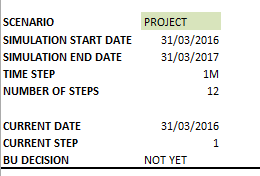 SCENARIO PROJECT
SIMULATION START DATE 31/03/2016
SIMULATION END DATE 31/03/2017
TIME STEP 1M
NUMBER OF STEPS 12
CURRENT DATE 31/03/2016
CURRENT STEP 1
BU DECISION NOT YET